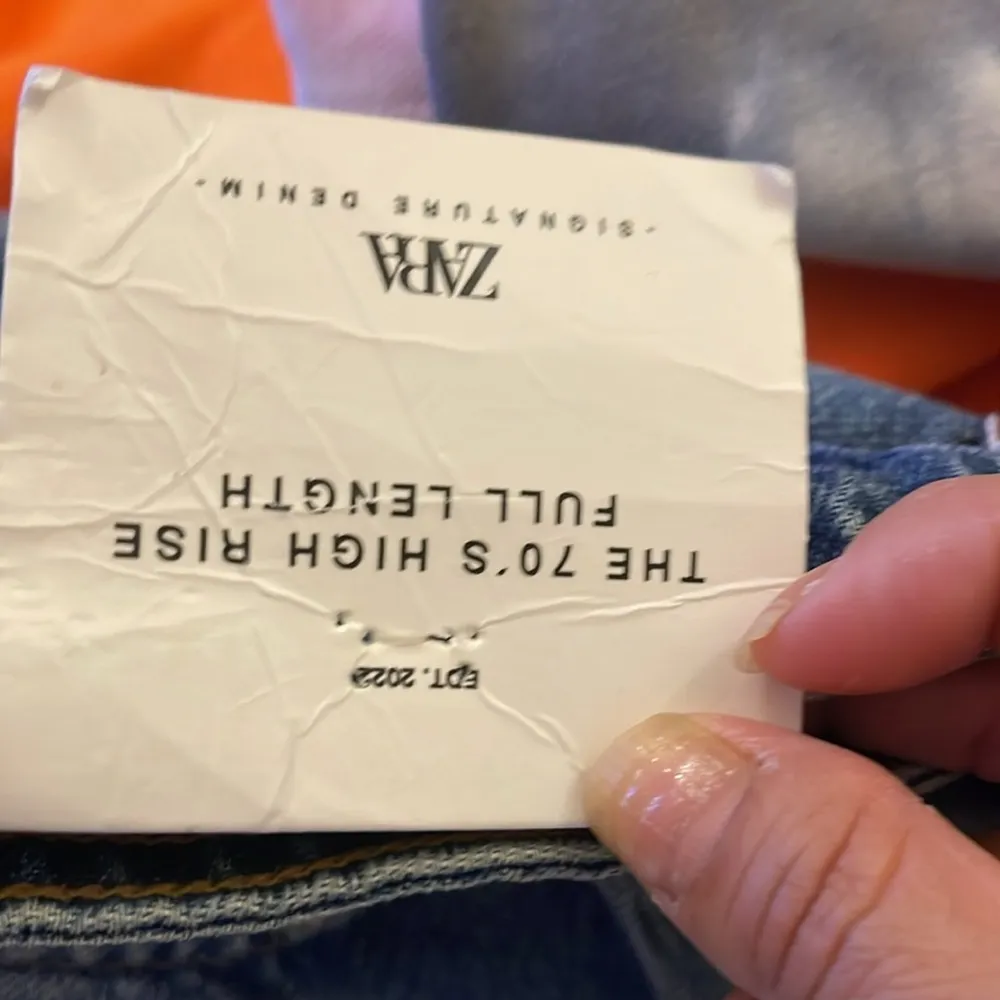 EDT. 2022
THE 70'S HIGH RISE
FULL LENGTH
ZARA
-SIGNATURE DENIM-